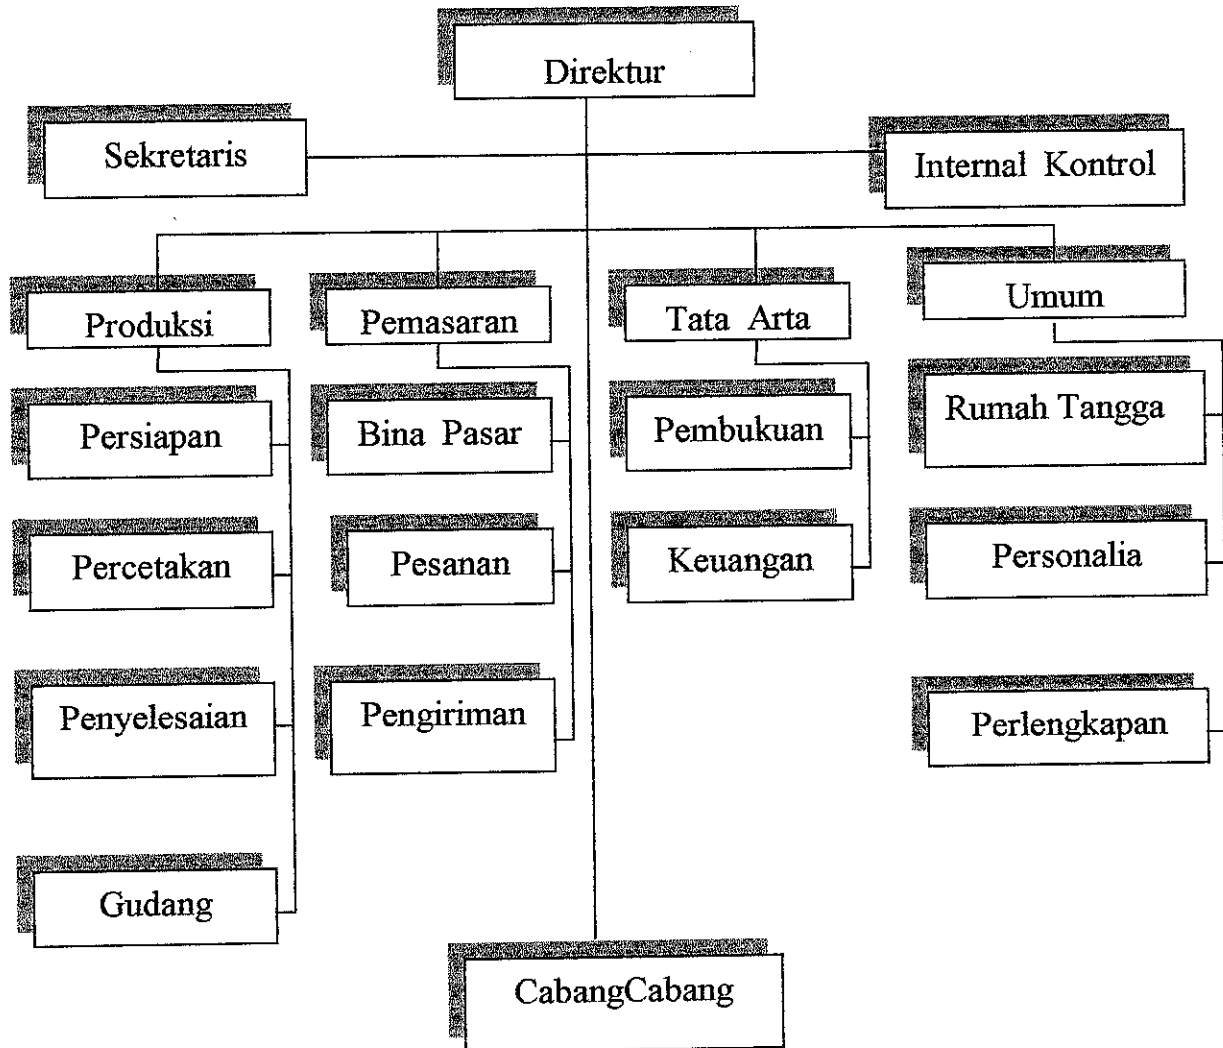 Direktur
Sekretaris
Internal Kontrol
Produksi
Pemasaran
Tata Arta
Umum
Persiapan
Bina Pasar
Pembukuan
Rumah Tangga
Percetakan
Pesanan
Keuangan
Personalia
Penyelesaian
Pengiriman
Perlengkapan
Gudang
CabangCabang